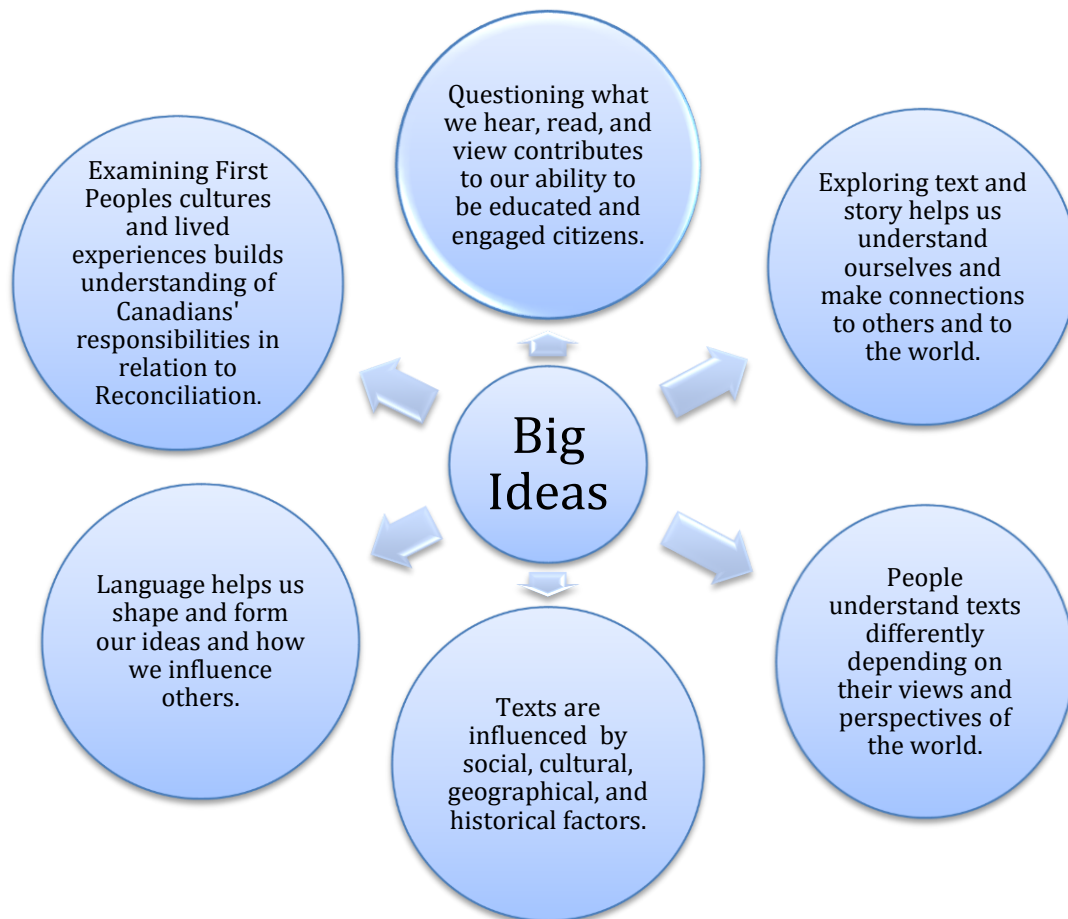 Questioning what
we hear, read, and
view contributes
to our ability to
be educated and
engaged citizens.
Exploring text and
story helps us
understand
ourselves and
make connections
to others and to
the world.
People
understand texts
differently
depending on
their views and
perspectives of
the world.
Texts are
influenced  by
social, cultural,
geographical, and
historical factors.
Language helps us
shape and form
our ideas and how
we influence
others.
Examining First
Peoples cultures
and lived
experiences builds
understanding of
Canadians'
responsibilities in
relation to
Reconciliation.
Big
Ideas